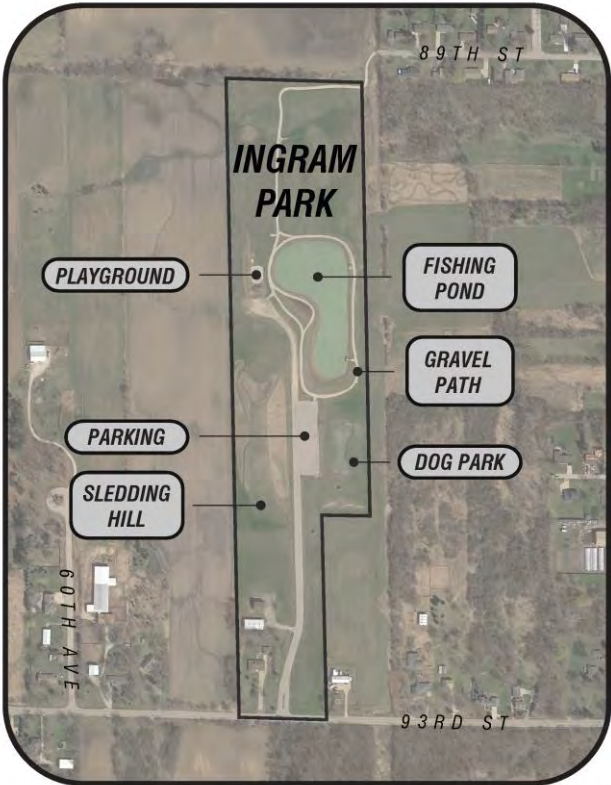 89TH ST
INGRAM
PARK
PLAYGROUND
FISHING
POND
GRAVEL
PATH
PARKING
DOG PARK
SLEDDING
HILL
60TH AVE
93RD ST